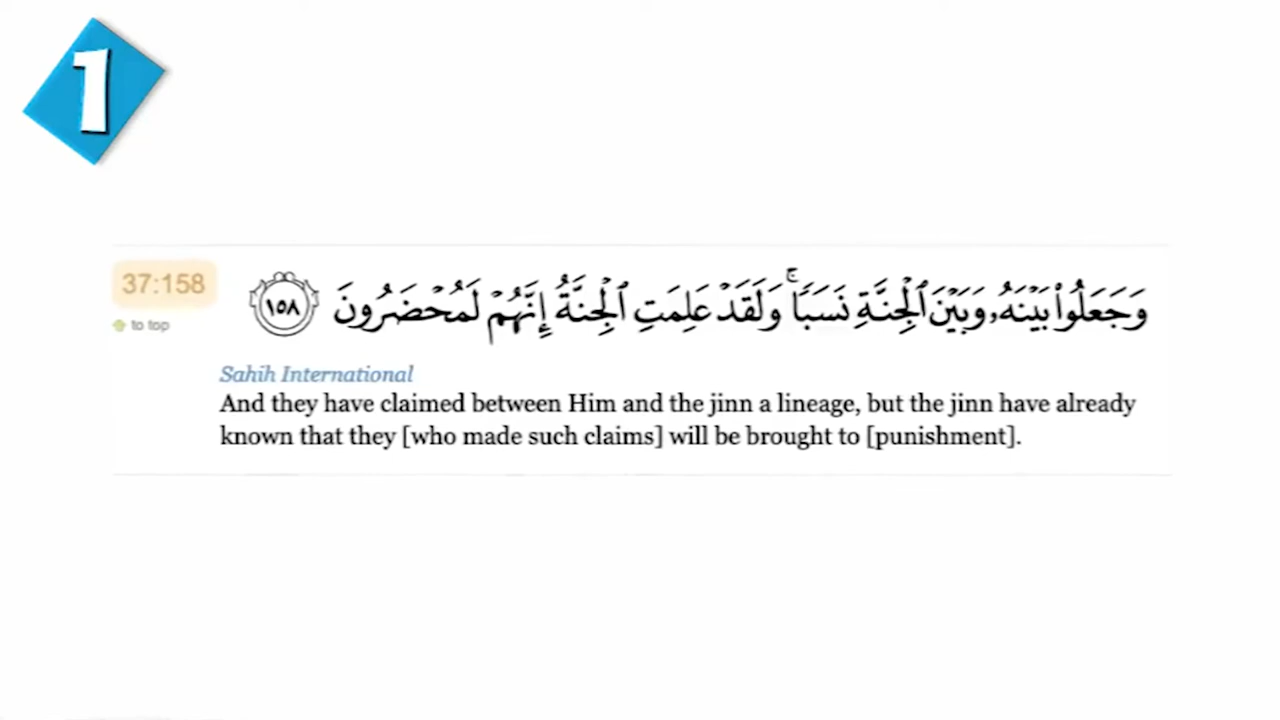 1
37:158
to top
وَجَعَلُوا۟ بَيْنَهُۥ وَبَيْنَ ٱلْجِنَّةِ نَسَبًا ۚ وَلَقَدْ عَلِمَتِ ٱلْجِنَّةُ إِنَّهُمْ لَمُحْضَرُونَ ١٥٨
Sahih International
And they have claimed between Him and the jinn a lineage, but the jinn have already
known that they [who made such claims] will be brought to [punishment].